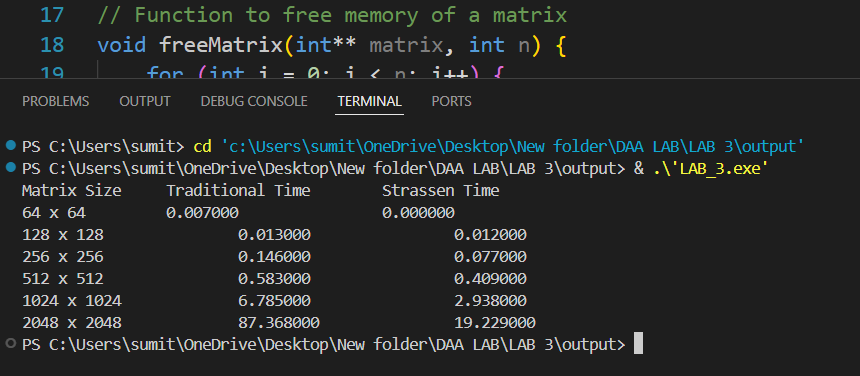 17 // Function to free memory of a matrix
18 void freeMatrix(int** matrix, int n) {
19 for (int i = 0; i < n; i++) {
PROBLEMS OUTPUT DEBUG CONSOLE TERMINAL PORTS
PS C:\Users\sumit> cd 'c:\Users\sumit\OneDrive\Desktop\New folder\DAA LAB\LAB 3\output'
PS C:\Users\sumit\OneDrive\Desktop\New folder\DAA LAB\LAB 3\output> & .\'LAB_3.exe'
Matrix Size Traditional Time Strassen Time
64 x 64 0.007000 0.000000
128 x 128 0.013000 0.012000
256 x 256 0.146000 0.077000
512 x 512 0.583000 0.409000
1024 x 1024 6.785000 2.938000
2048 x 2048 87.368000 19.229000
PS C:\Users\sumit\OneDrive\Desktop\New folder\DAA LAB\LAB 3\output>